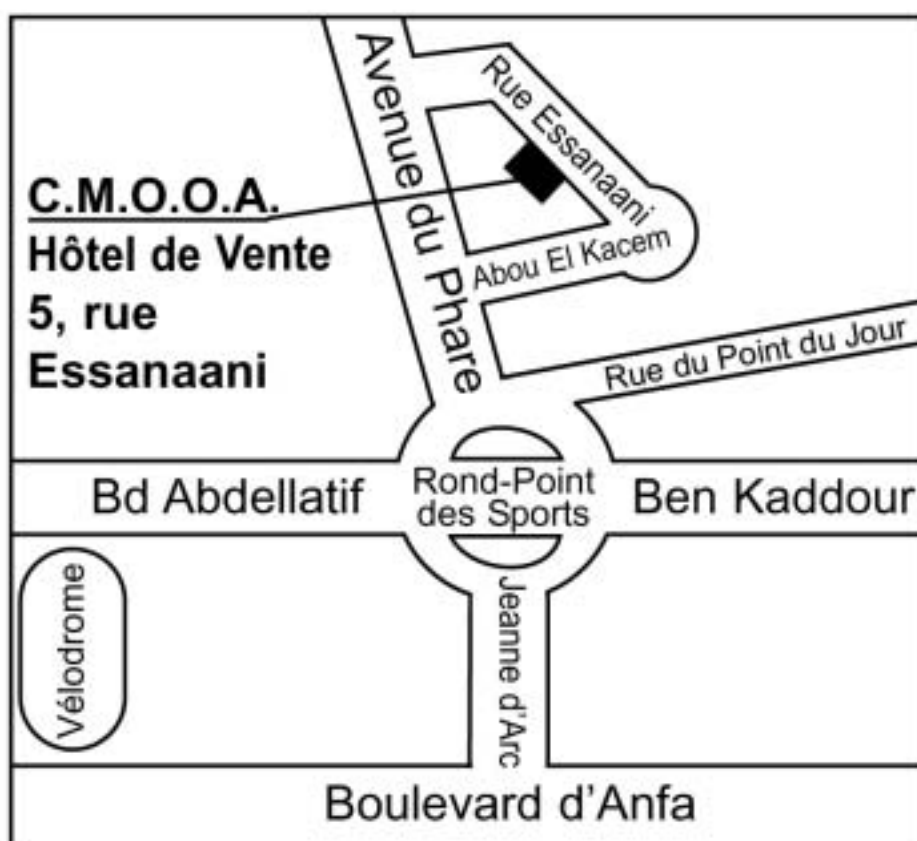 Avenue du Phare
Rue Essanaani
C.M.O.O.A.
Hôtel de Vente
5, rue
Essanaani
Abou El Kacem
Rue du Point du Jour
Bd Abdellatif
Rond-Point
des Sports
Ben Kaddour
Vélodrome
Jeanne d'Arc
Boulevard d'Anfa